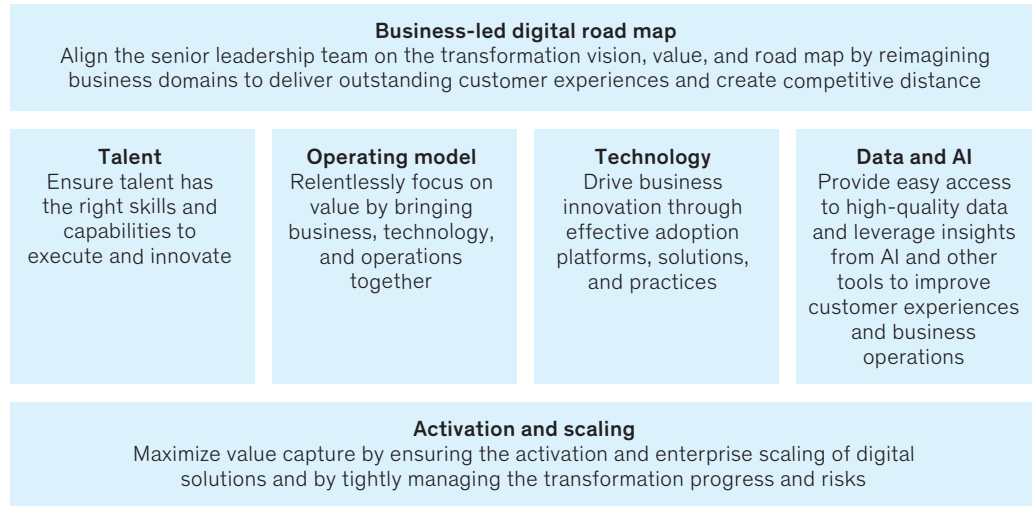 Business-led digital road map
Align the senior leadership team on the transformation vision, value, and road map by reimagining
business domains to deliver outstanding customer experiences and create competitive distance
Talent
Ensure talent has
the right skills and
capabilities to
execute and innovate
Operating model
Relentlessly focus on
value by bringing
business, technology,
and operations
together
Technology
Drive business
innovation through
effective adoption
platforms, solutions,
and practices
Data and AI
Provide easy access
to high-quality data
and leverage insights
from AI and other
tools to improve
customer experiences
and business
operations
Activation and scaling
Maximize value capture by ensuring the activation and enterprise scaling of digital
solutions and by tightly managing the transformation progress and risks